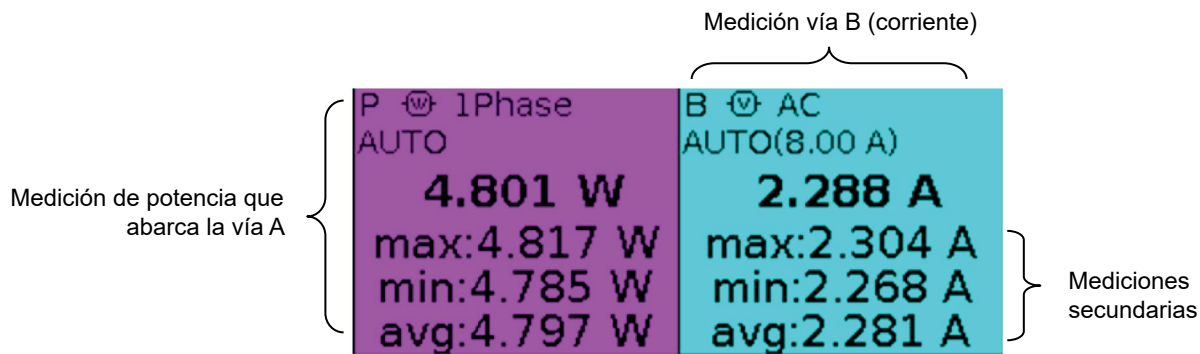 Medición vía B (corriente)
P W 1Phase
AUTO
4.801 W
max:4.817 W
min:4.785 W
avg:4.797 W
B V AC
AUTO(8.00 A)
2.288 A
max:2.304 A
min:2.268 A
avg:2.281 A
Medición de potencia que
abarca la vía A
Mediciones
secundarias